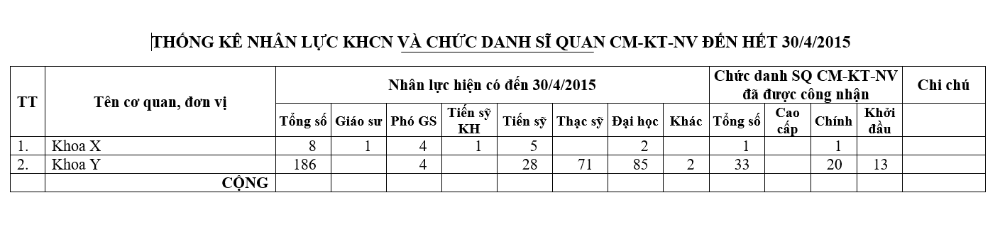 THỐNG KÊ NHÂN LỰC KHCN VÀ CHỨC DANH SĨ QUAN CM-KT-NV ĐẾN HẾT 30/4/2015
TT Tên cơ quan, đơn vị Nhân lực hiện có đến 30/4/2015 Chức danh SQ CM-KT-NV đã được công nhận Chi chú
Tổng số Giáo sư Phó GS Tiến sỹ KH Tiến sỹ Thạc sỹ Đại học Khác Tổng số Cao cấp Chính Khởi đầu
1. Khoa X 8 1 4 1 5 2 1 1
2. Khoa Y 186 4 28 71 85 2 33 20 13
CỘNG